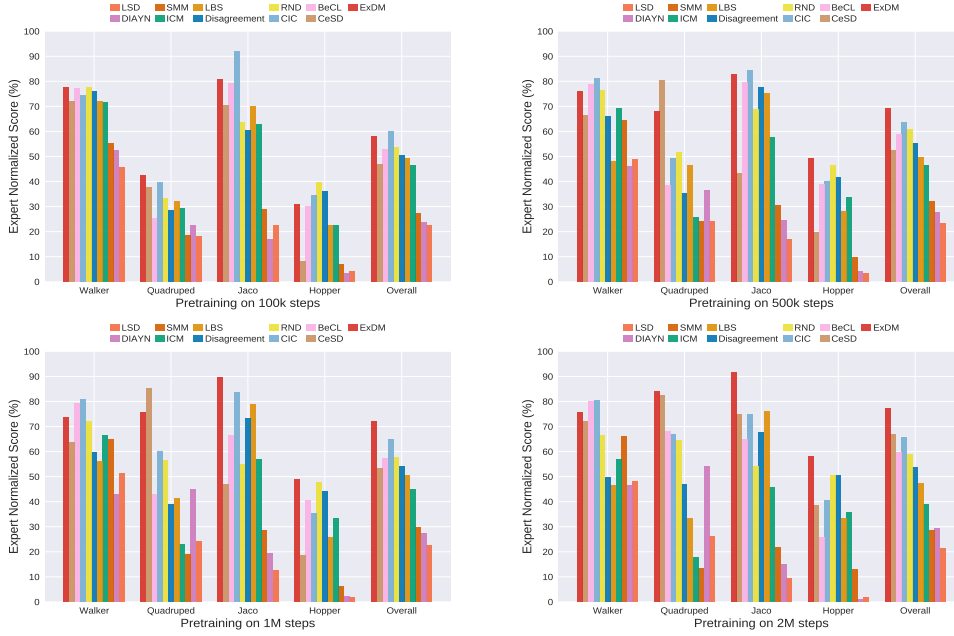 LSD SMM LBS RND BeCL ExDM
DIAYN ICM Disagreement CIC CeSD
Expert Normalized Score (%)
100
90
80
70
60
50
40
30
20
10
0
Walker Quadruped Jaco Hopper Overall
Pretraining on 100k steps
LSD SMM LBS RND BeCL ExDM
DIAYN ICM Disagreement CIC CeSD
Expert Normalized Score (%)
100
90
80
70
60
50
40
30
20
10
0
Walker Quadruped Jaco Hopper Overall
Pretraining on 500k steps
LSD SMM LBS RND BeCL ExDM
DIAYN ICM Disagreement CIC CeSD
Expert Normalized Score (%)
100
90
80
70
60
50
40
30
20
10
0
Walker Quadruped Jaco Hopper Overall
Pretraining on 1M steps
LSD SMM LBS RND BeCL ExDM
DIAYN ICM Disagreement CIC CeSD
Expert Normalized Score (%)
100
90
80
70
60
50
40
30
20
10
0
Walker Quadruped Jaco Hopper Overall
Pretraining on 2M steps